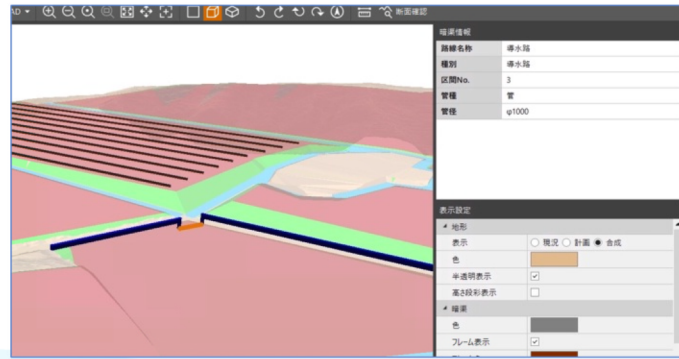 断面確認
暗渠情報
路線名称 導水路
種別 導水路
区間No. 3
管種 管
管径 φ1000
表示設定
地形
表示 現況 計画 合成
色
半透明表示
高さ段彩表示
暗渠
色
フレーム表示